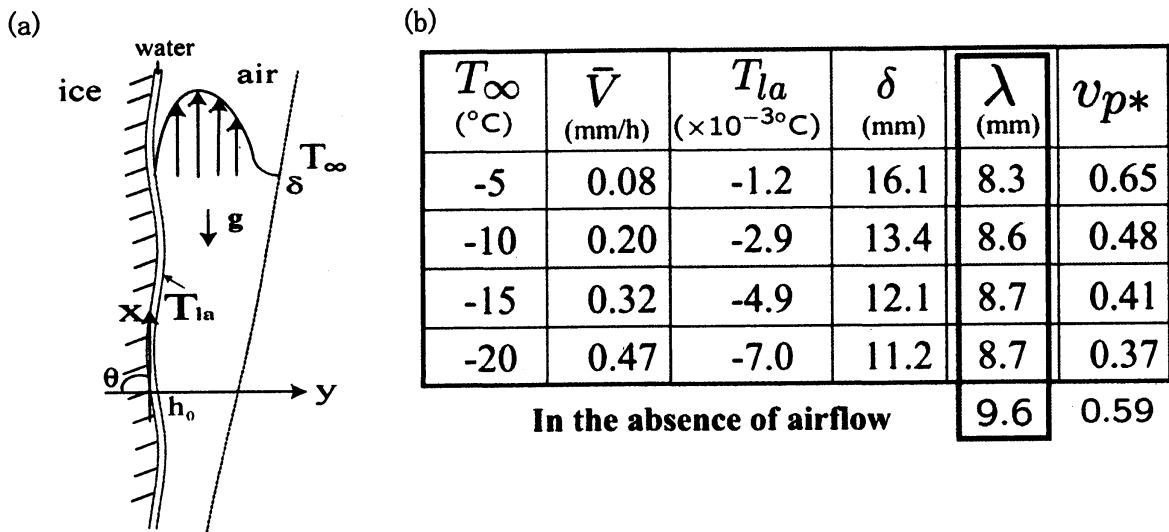 (a)
water
ice
air
T∞
δ
g
x
T_la
θ
h₀
y
(b)
T∞ V̄ T_la δ λ v_p*
(°C) (mm/h) (×10⁻³°C) (mm) (mm)
-5 0.08 -1.2 16.1 8.3 0.65
-10 0.20 -2.9 13.4 8.6 0.48
-15 0.32 -4.9 12.1 8.7 0.41
-20 0.47 -7.0 11.2 8.7 0.37
In the absence of airflow 9.6 0.59